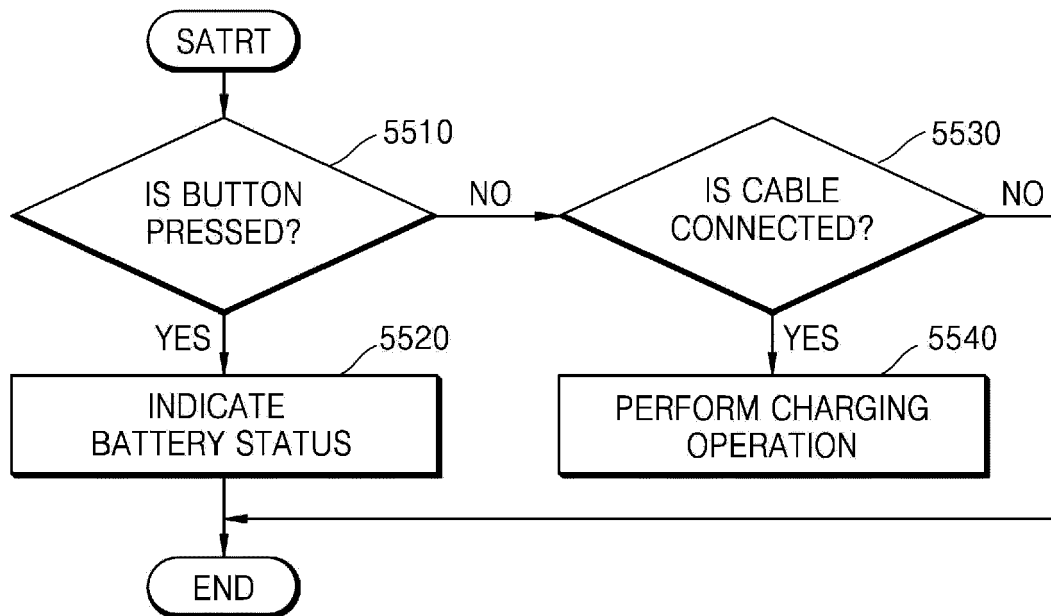 SATRT
5510
IS BUTTON
PRESSED?
NO
5530
IS CABLE
CONNECTED?
NO
YES
5520
INDICATE
BATTERY STATUS
YES
5540
PERFORM CHARGING
OPERATION
END